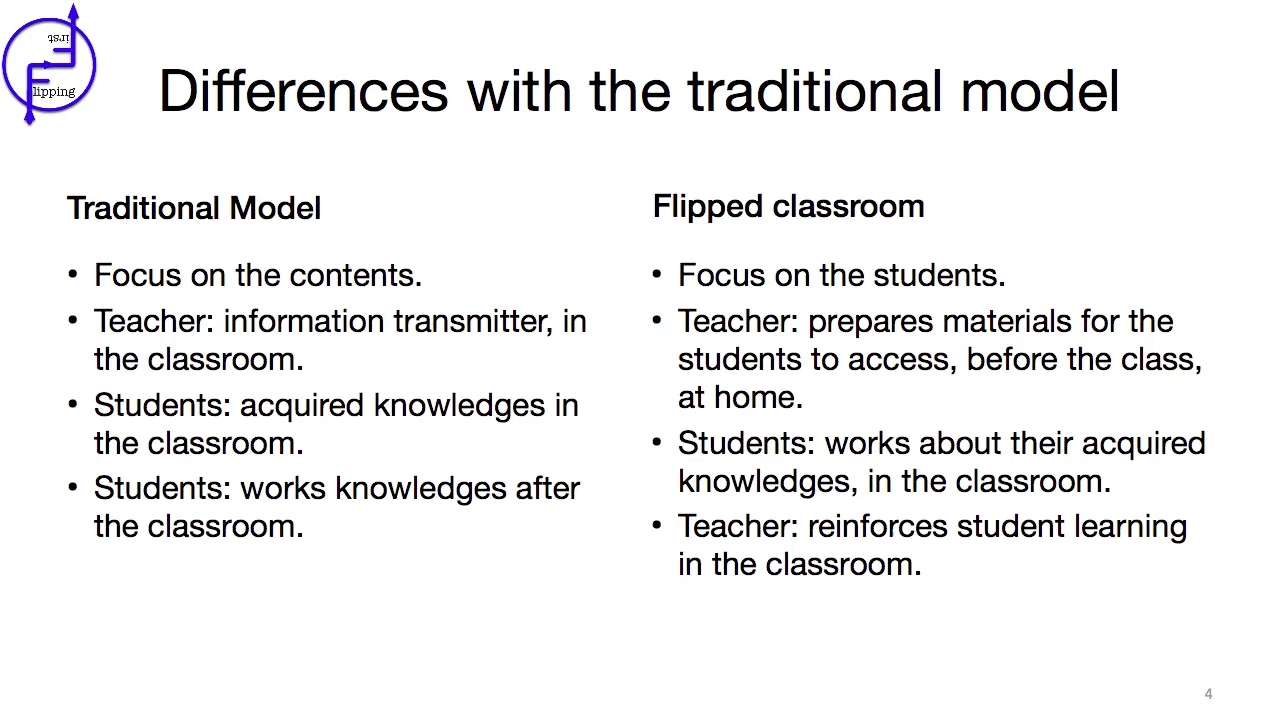 First
Flipping
Differences with the traditional model
Traditional Model
• Focus on the contents.
• Teacher: information transmitter, in
the classroom.
• Students: acquired knowledges in
the classroom.
• Students: works knowledges after
the classroom.
Flipped classroom
• Focus on the students.
• Teacher: prepares materials for the
students to access, before the class,
at home.
• Students: works about their acquired
knowledges, in the classroom.
• Teacher: reinforces student learning
in the classroom.
4